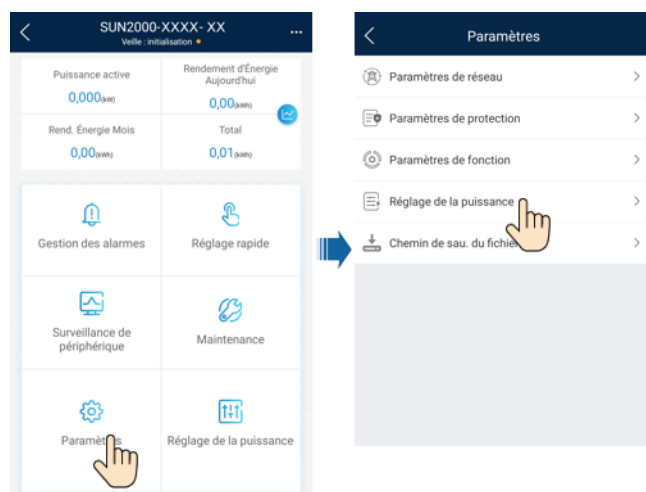 SUN2000-XXXX- XX
Veille : initialisation
Puissance active
0,000(kW)
Rendement d'Énergie
Aujourd'hui
0,00(kWh)
Rend. Énergie Mois
0,00(kWh)
Total
0,01(kWh)
Gestion des alarmes
Réglage rapide
Surveillance de
périphérique
Maintenance
Paramètres
Réglage de la puissance
Paramètres
Paramètres de réseau
Paramètres de protection
Paramètres de fonction
Réglage de la puissance
Chemin de sau. du fichier